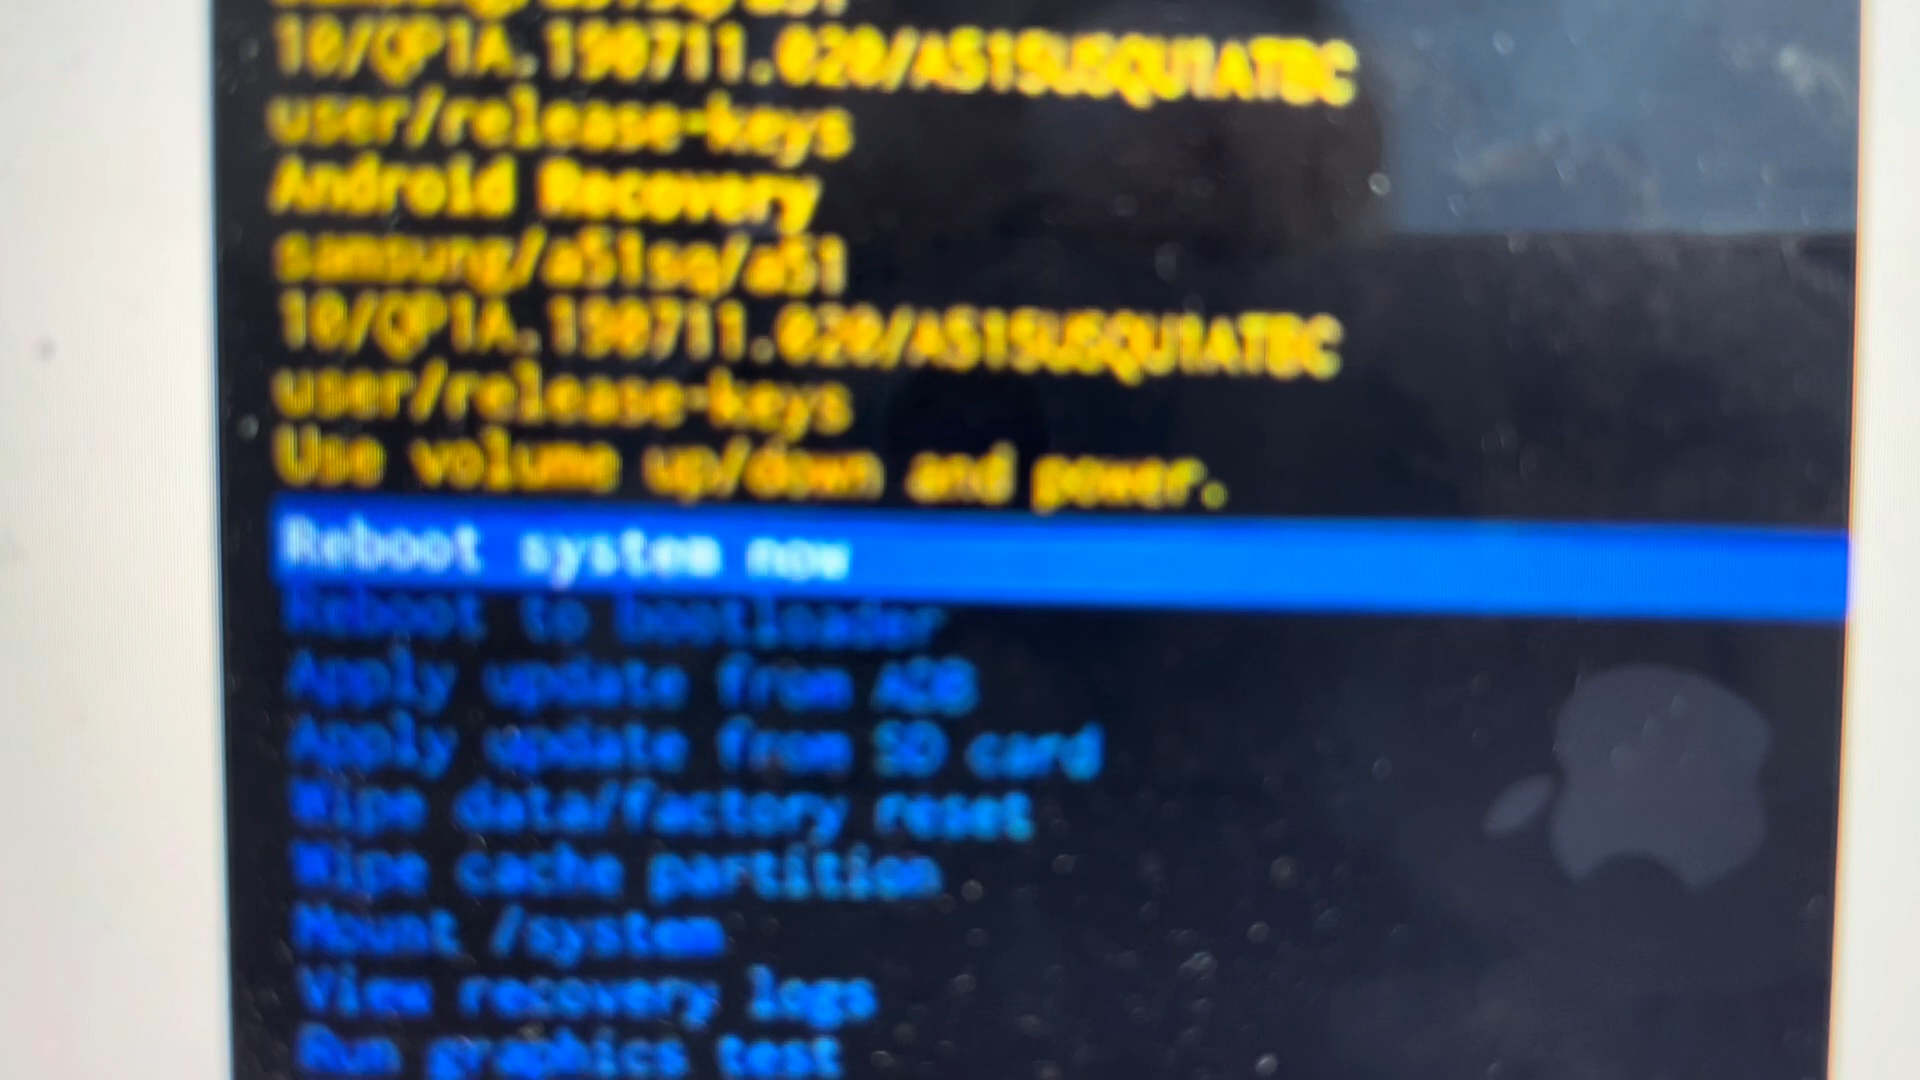 samsung/a51sq/a51
10/QP1A.190711.020/A515USQU1ATBC
user/release-keys
Android Recovery
samsung/a51sq/a51
10/QP1A.190711.020/A515USQU1ATBC
user/release-keys
Use volume up/down and power.
Reboot system now
Reboot to bootloader
Apply update from ADB
Apply update from SD card
Wipe data/factory reset
Wipe cache partition
Mount /system
View recovery logs
Run graphics test